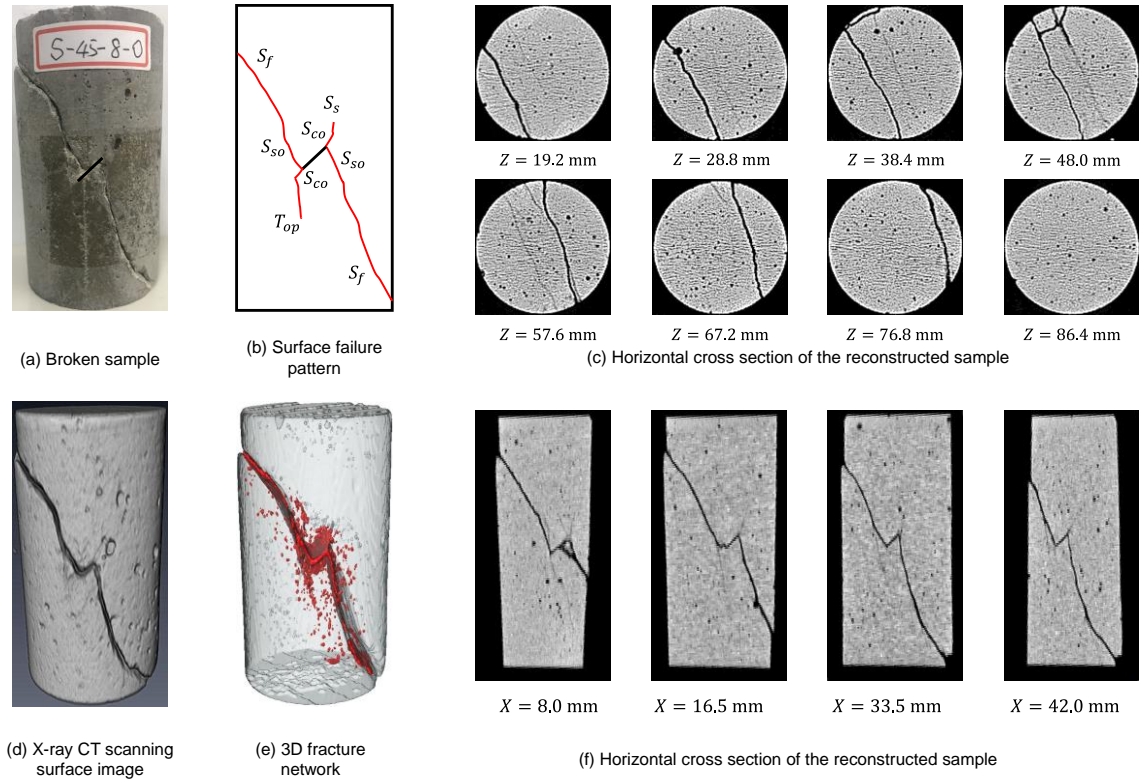 S-45-8-0
S_f
S_s
S_co
S_so
S_so
S_co
T_op
S_f
Z = 19.2 mm
Z = 28.8 mm
Z = 38.4 mm
Z = 48.0 mm
Z = 57.6 mm
Z = 67.2 mm
Z = 76.8 mm
Z = 86.4 mm
(a) Broken sample
(b) Surface failure
pattern
(c) Horizontal cross section of the reconstructed sample
X = 8.0 mm
X = 16.5 mm
X = 33.5 mm
X = 42.0 mm
(d) X-ray CT scanning
surface image
(e) 3D fracture
network
(f) Horizontal cross section of the reconstructed sample